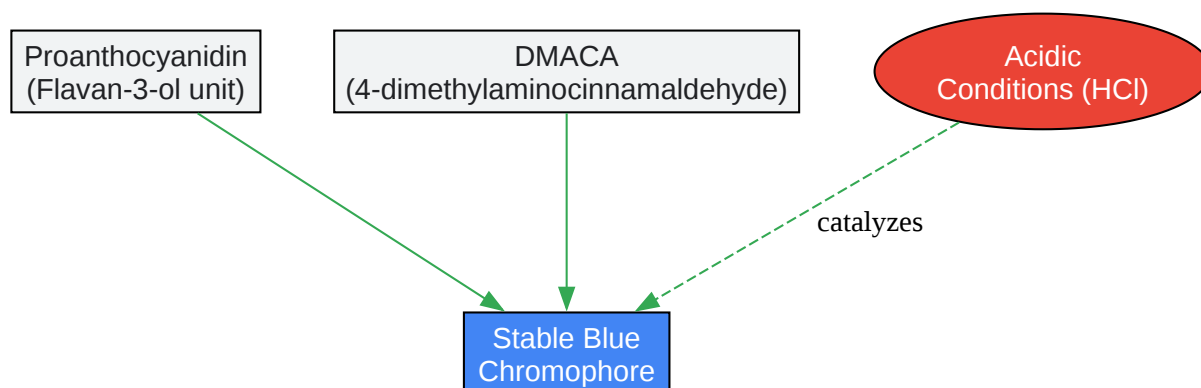 Proanthocyanidin
(Flavan-3-ol unit)
DMACA
(4-dimethylaminocinnamaldehyde)
Acidic
Conditions (HCl)
catalyzes
Stable Blue
Chromophore